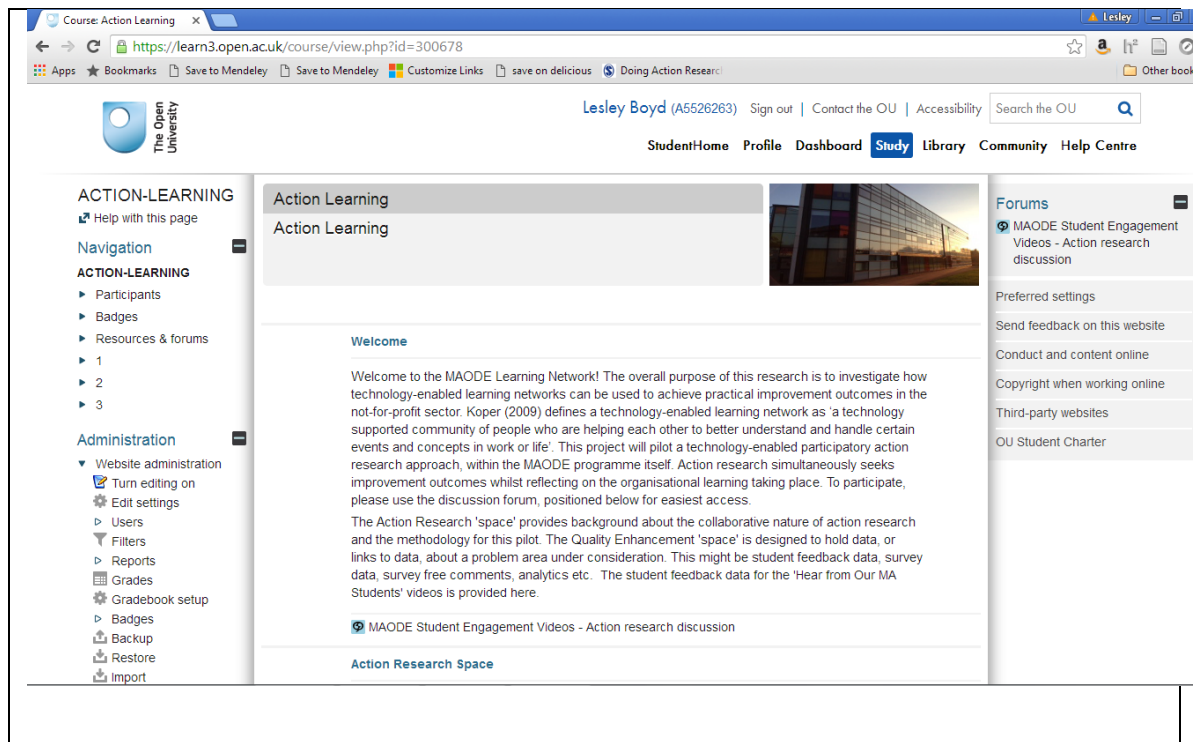 Course: Action Learning
Lesley
https://learn3.open.ac.uk/course/view.php?id=300678
Apps Bookmarks Save to Mendeley Save to Mendeley Customize Links save on delicious Doing Action Researc
Other book
The Open
University
Lesley Boyd (A5526263) Sign out | Contact the OU | Accessibility Search the OU
StudentHome Profile Dashboard Study Library Community Help Centre
ACTION-LEARNING
Help with this page
Navigation
ACTION-LEARNING
Participants
Badges
Resources & forums
1
2
3
Administration
Website administration
Turn editing on
Edit settings
Users
Filters
Reports
Grades
Gradebook setup
Badges
Backup
Restore
Import
Action Learning
Action Learning
Welcome
Welcome to the MAODE Learning Network! The overall purpose of this research is to investigate how
technology-enabled learning networks can be used to achieve practical improvement outcomes in the
not-for-profit sector. Koper (2009) defines a technology-enabled learning network as 'a technology
supported community of people who are helping each other to better understand and handle certain
events and concepts in work or life'. This project will pilot a technology-enabled participatory action
research approach, within the MAODE programme itself. Action research simultaneously seeks
improvement outcomes whilst reflecting on the organisational learning taking place. To participate,
please use the discussion forum, positioned below for easiest access.
The Action Research 'space' provides background about the collaborative nature of action research
and the methodology for this pilot. The Quality Enhancement 'space' is designed to hold data, or
links to data, about a problem area under consideration. This might be student feedback data, survey
data, survey free comments, analytics etc. The student feedback data for the 'Hear from Our MA
Students' videos is provided here.
MAODE Student Engagement Videos - Action research discussion
Action Research Space
Forums
MAODE Student Engagement
Videos - Action research
discussion
Preferred settings
Send feedback on this website
Conduct and content online
Copyright when working online
Third-party websites
OU Student Charter